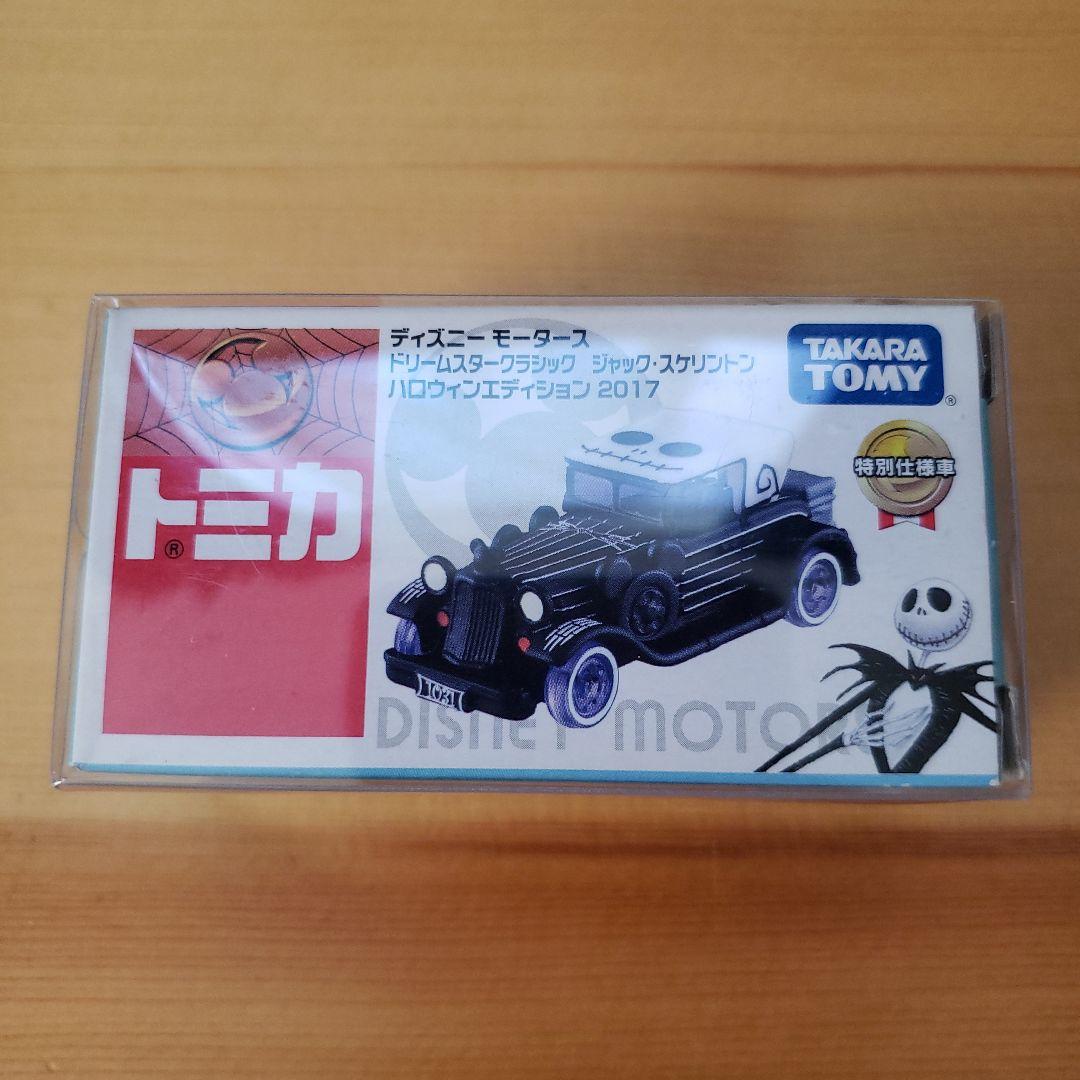 ディズニー モータース
ドリームスタークラシック ジャック・スケリントン
ハロウィンエディション 2017
TAKARA
TOMY
®
特別仕様車
トミカ
®
1031
DISNEY MOTORS